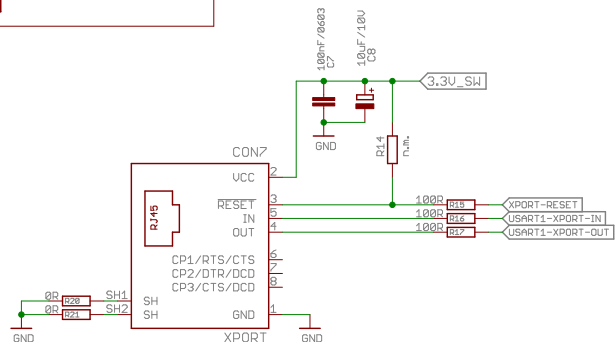 100nF/0603
C7
10uF/10V
C8
+
3.3V_SW
GND
R14
n.m.
CON7
VCC
2
RJ45
RESET
3
100R
R15
XPORT-RESET
IN
5
100R
R16
USART1-XPORT-IN
OUT
4
100R
R17
USART1-XPORT-OUT
CP1/RTS/CTS
6
CP2/DTR/DCD
7
CP3/CTS/DCD
8
0R
R20
SH1
SH
0R
R21
SH2
SH
GND
1
GND
XPORT
GND